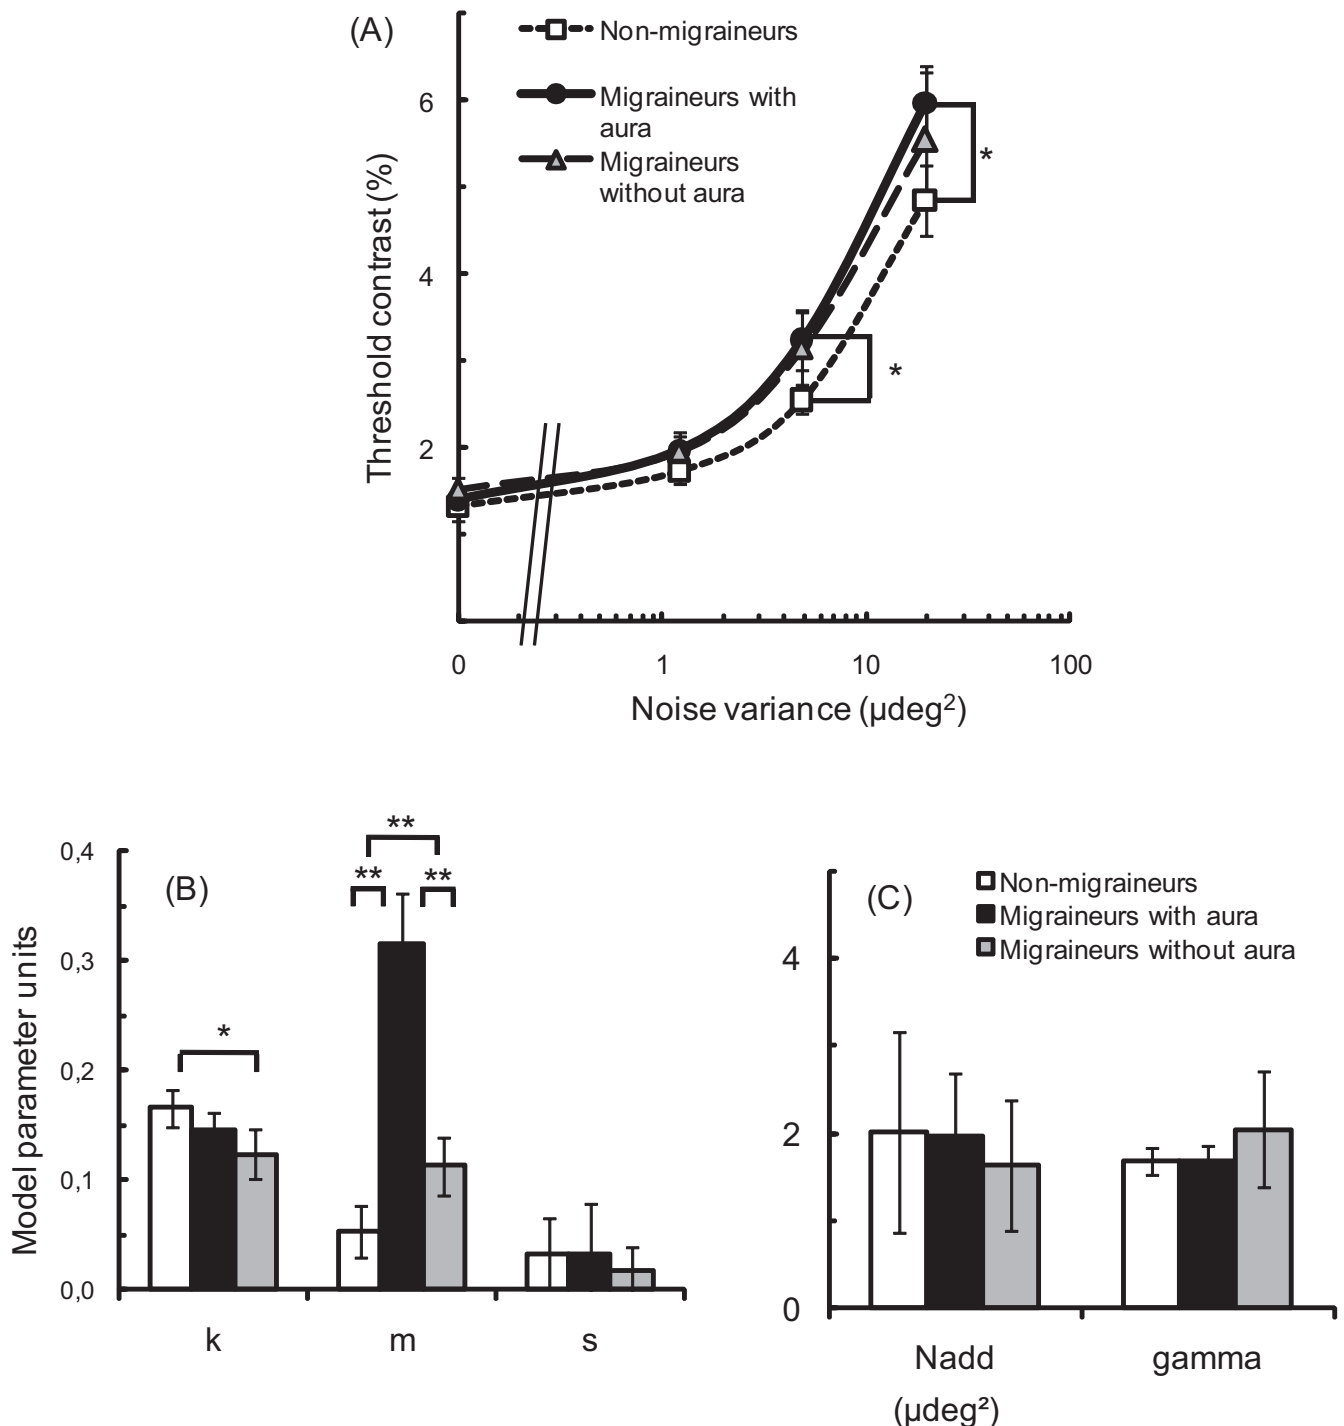 (A)
Non-migraineurs
Migraineurs with
aura
Migraineurs
without aura
6
4
2
*
*
Threshold contrast (%)
0
1
10
100
Noise variance (µdeg²)
(B)
0,4
0,3
0,2
0,1
0,0
Model parameter units
*
**
**
**
k
m
s
(C)
Non-migraineurs
Migraineurs with aura
Migraineurs without aura
4
2
0
Nadd
(µdeg²)
gamma